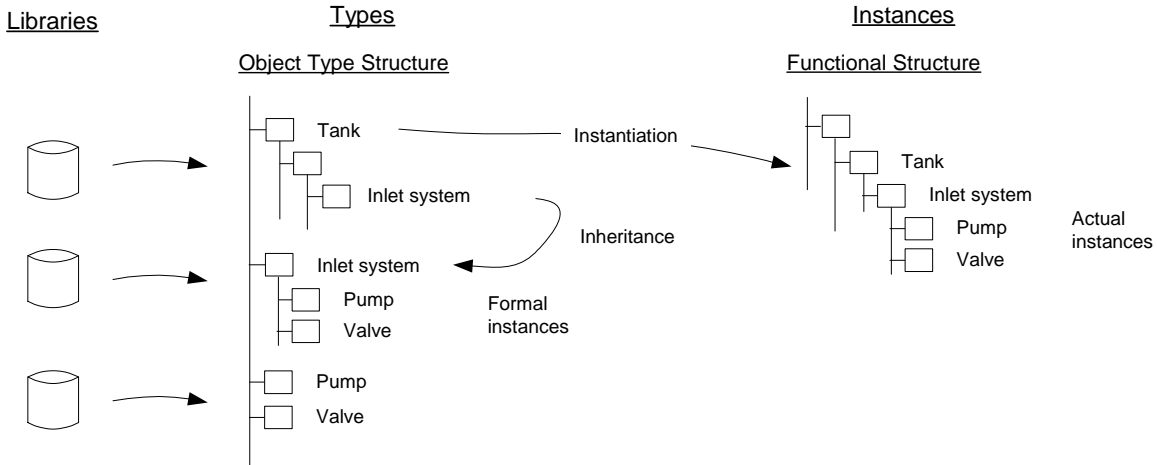 Libraries
Types
Instances
Object Type Structure
Functional Structure
Tank
Instantiation
Tank
Inlet system
Inlet system
Pump
Actual
instances
Inheritance
Valve
Inlet system
Pump
Formal
instances
Valve
Pump
Valve